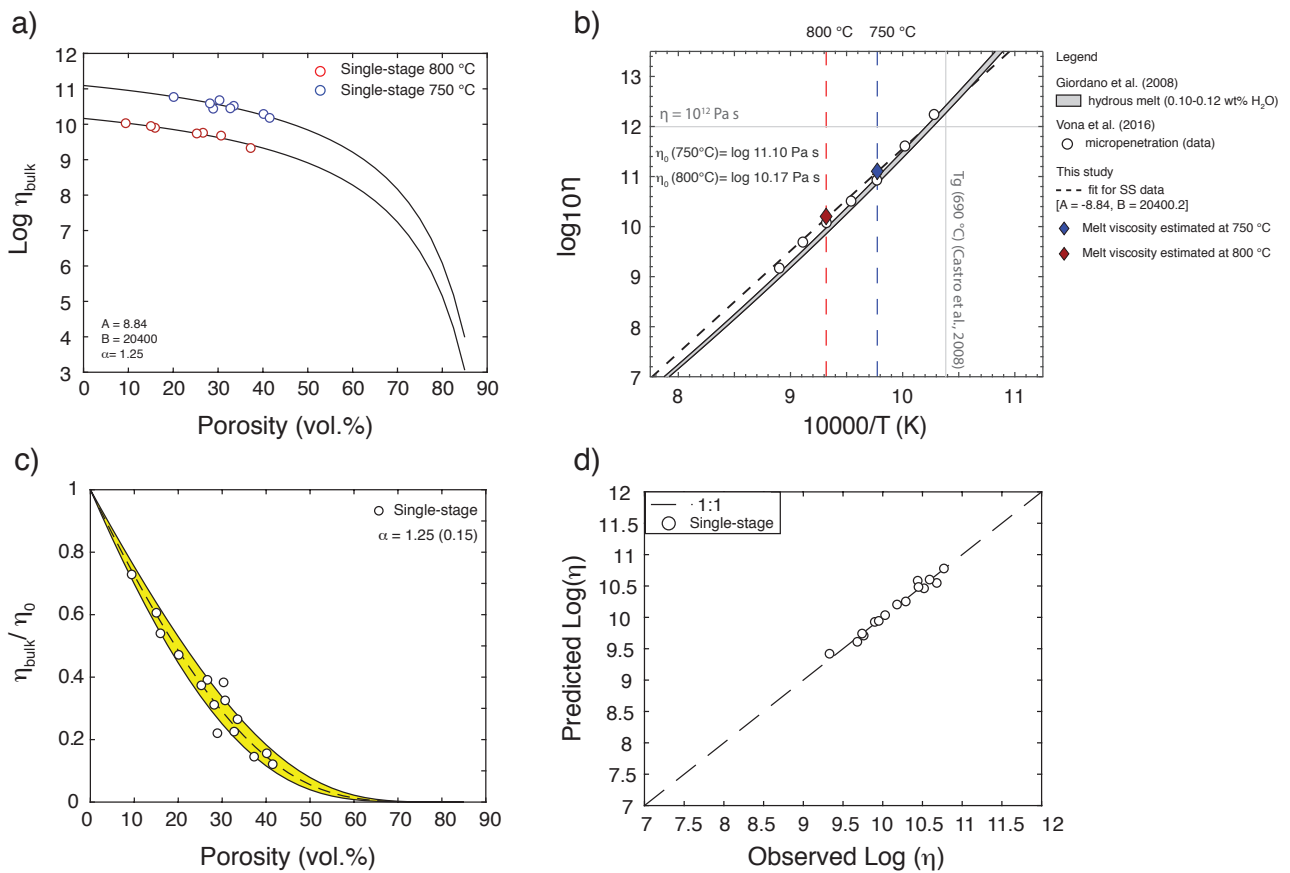 a)
12
11
10
9
8
7
6
5
4
3
Log ηbulk
Single-stage 800 °C
Single-stage 750 °C
A = 8.84
B = 20400
α= 1.25
0 10 20 30 40 50 60 70 80 90
Porosity (vol.%)
b)
800 °C 750 °C
13
12
11
10
9
8
7
log10η
η = 10¹² Pa s
η₀ (750°C)= log 11.10 Pa s
η₀ (800°C)= log 10.17 Pa s
Tg (690 °C) (Castro et al., 2008)
8 9 10 11
10000/T (K)
Legend
Giordano et al. (2008)
hydrous melt (0.10-0.12 wt% H₂O)
Vona et al. (2016)
micropenetration (data)
This study
fit for SS data
[A = -8.84, B = 20400.2]
Melt viscosity estimated at 750 °C
Melt viscosity estimated at 800 °C
c)
1
0.8
0.6
0.4
0.2
0
ηbulk/ η₀
Single-stage
α = 1.25 (0.15)
0 10 20 30 40 50 60 70 80 90
Porosity (vol.%)
d)
12
11.5
11
10.5
10
9.5
9
8.5
8
7.5
7
Predicted Log(η)
1:1
Single-stage
7 7.5 8 8.5 9 9.5 10 10.5 11 11.5 12
Observed Log (η)